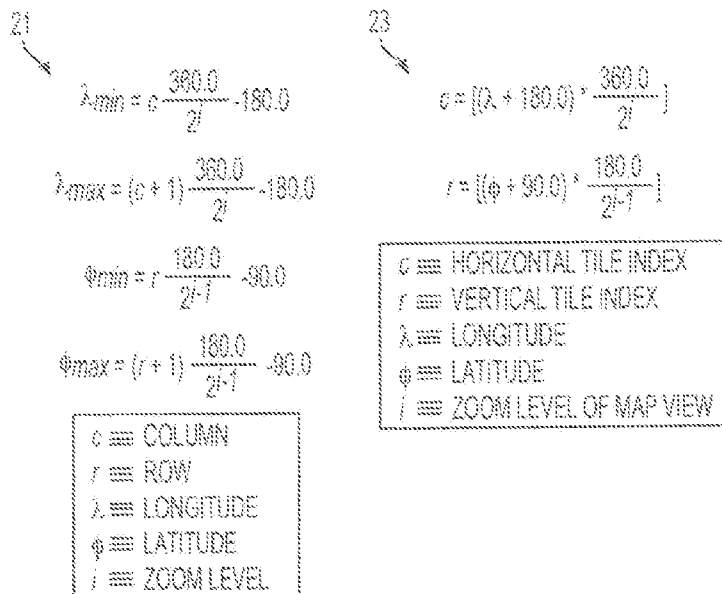 21
λmin = c 360.0/2^i -180.0
λmax = (c + 1) 360.0/2^i -180.0
φmin = r 180.0/2^i-1 -90.0
φmax = (r + 1) 180.0/2^i-1 -90.0
c ≡ COLUMN
r ≡ ROW
λ ≡ LONGITUDE
φ ≡ LATITUDE
i ≡ ZOOM LEVEL
23
c = [(λ + 180.0) * 360.0/2^i ]
r = [(φ + 90.0) * 180.0/2^i-1 ]
c ≡ HORIZONTAL TILE INDEX
r ≡ VERTICAL TILE INDEX
λ ≡ LONGITUDE
φ ≡ LATITUDE
i ≡ ZOOM LEVEL OF MAP VIEW